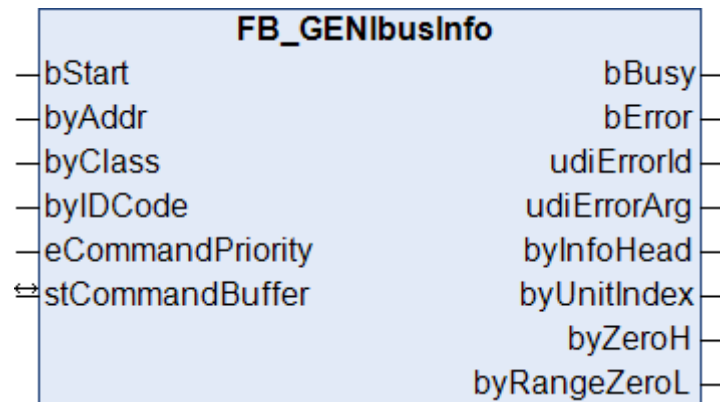 FB_GENIbusInfo
bStart bBusy
byAddr bError
byClass udiErrorId
byIDCode udiErrorArg
eCommandPriority byInfoHead
stCommandBuffer byUnitIndex
byZeroH
byRangeZeroL